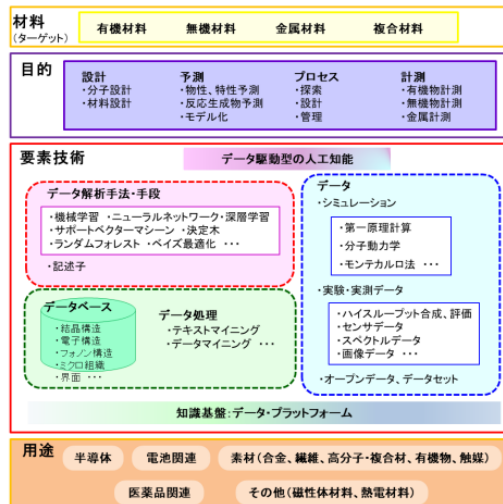 材料
(ターゲット)
有機材料 無機材料 金属材料 複合材料
目的
設計
・分子設計
・材料設計
予測
・物性、特性予測
・反応生成物予測
・モデル化
プロセス
・探索
・設計
・管理
計測
・有機物計測
・無機物計測
・金属計測
要素技術
データ駆動型の人工知能
データ解析手法・手段
・機械学習 ・ニューラルネットワーク・深層学習
・サポートベクターマシーン ・決定木
・ランダムフォレスト ・ベイズ最適化 ・・・
・記述子
データベース
・結晶構造
・電子構造
・フォノン構造
・ミクロ組織
・界面 ・・・
データ処理
・テキストマイニング
・データマイニング ・・・
データ
・シミュレーション
・第一原理計算
・分子動力学
・モンテカルロ法 ・・・
・実験・実測データ
・ハイスループット合成、評価
・センサデータ
・スペクトルデータ
・画像データ ・・・
・オープンデータ、データセット
知識基盤:データ・プラットフォーム
用途
半導体 電池関連 素材(合金、繊維、高分子・複合材、有機物、触媒)
医薬品関連 その他(磁性体材料、熱電材料)